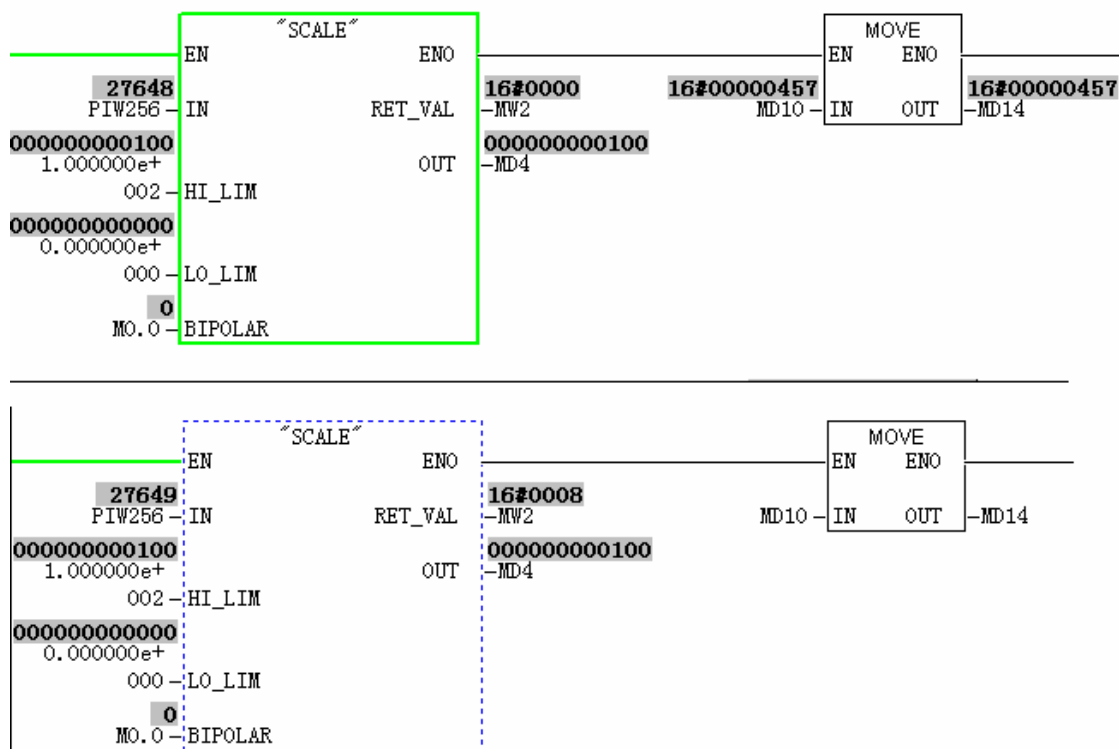 "SCALE"
MOVE
EN ENO EN ENO
27648 16#0000 16#00000457 16#00000457
PIW256 IN RET_VAL MW2 MD10 IN OUT MD14
000000000100 000000000100
1.000000e+ OUT MD4
002 HI_LIM
000000000000
0.000000e+
000 LO_LIM
0
M0.0 BIPOLAR
"SCALE" MOVE
EN ENO EN ENO
27649 16#0008
PIW256 IN RET_VAL MW2 MD10 IN OUT MD14
000000000100 000000000100
1.000000e+ OUT MD4
002 HI_LIM
000000000000
0.000000e+
000 LO_LIM
0
M0.0 BIPOLAR